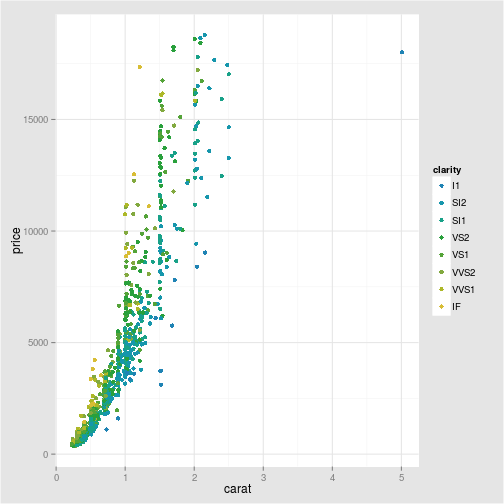 15000
10000
5000
0
price
0 1 2 3 4 5
carat
clarity
I1
SI2
SI1
VS2
VS1
VVS2
VVS1
IF